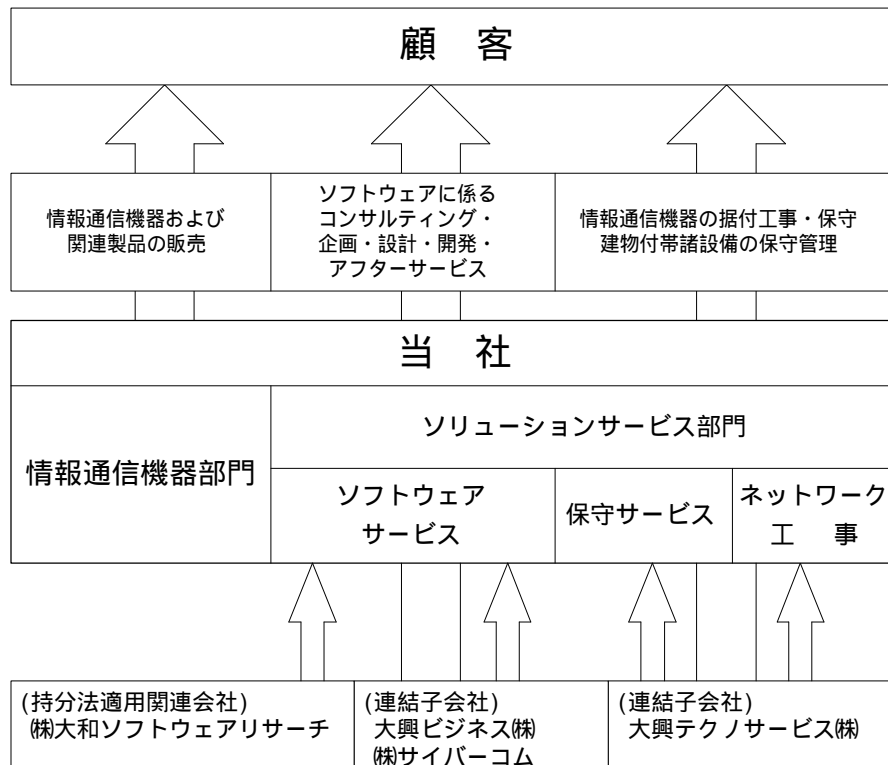 顧　客
情報通信機器および
関連製品の販売
ソフトウェアに係る
コンサルティング・
企画・設計・開発・
アフターサービス
情報通信機器の据付工事・保守
建物付帯諸設備の保守管理
当　社
情報通信機器部門
ソリューションサービス部門
ソフトウェア
サービス
保守サービス
ネットワーク
工　事
(持分法適用関連会社)
㈱大和ソフトウェアリサーチ
(連結子会社)
大興ビジネス㈱
㈱サイバーコム
(連結子会社)
大興テクノサービス㈱